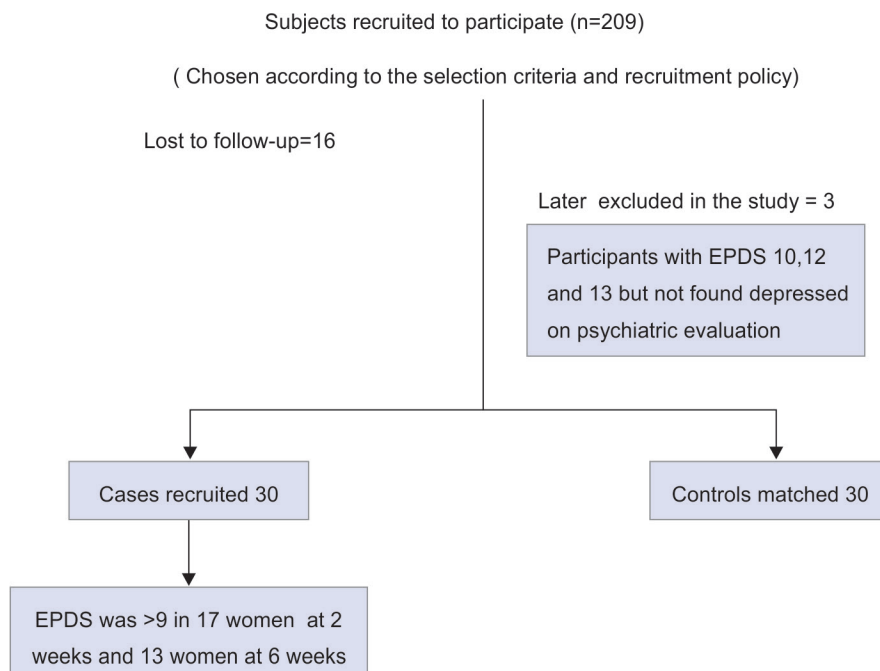 Subjects recruited to participate (n=209)
( Chosen according to the selection criteria and recruitment policy)
Lost to follow-up=16
Later excluded in the study = 3
Participants with EPDS 10,12
and 13 but not found depressed
on psychiatric evaluation
Cases recruited 30
Controls matched 30
EPDS was >9 in 17 women at 2
weeks and 13 women at 6 weeks